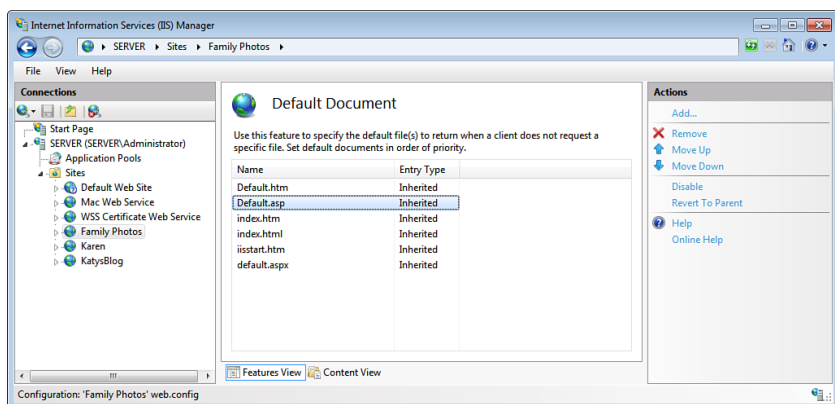 Internet Information Services (IIS) Manager
SERVER Sites Family Photos
File View Help
Connections
Start Page
SERVER (SERVER\Administrator)
Application Pools
Sites
Default Web Site
Mac Web Service
WSS Certificate Web Service
Family Photos
Karen
KatysBlog
Default Document
Use this feature to specify the default file(s) to return when a client does not request a
specific file. Set default documents in order of priority.
Name Entry Type
Default.htm Inherited
Default.asp Inherited
index.htm Inherited
index.html Inherited
iisstart.htm Inherited
default.aspx Inherited
Features View Content View
Actions
Add...
Remove
Move Up
Move Down
Disable
Revert To Parent
Help
Online Help
Configuration: 'Family Photos' web.config